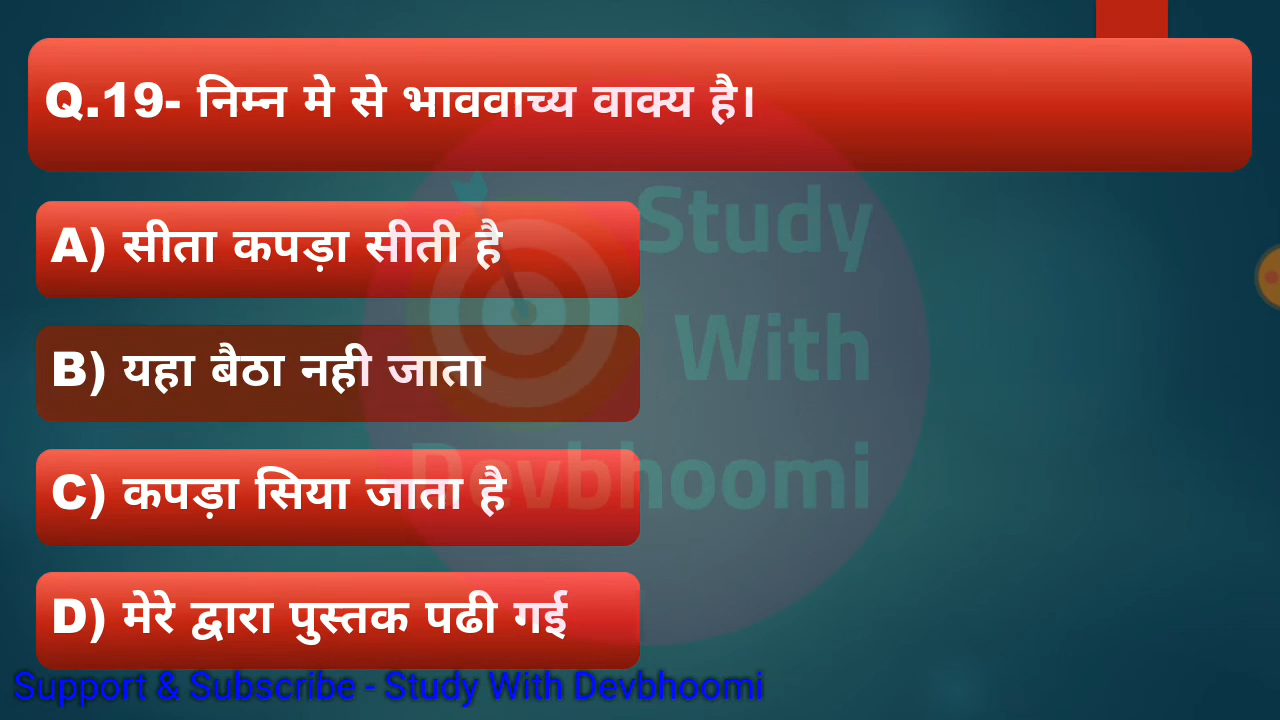 Q.19- निम्न मे से भाववाच्य वाक्य है।
A) सीता कपड़ा सीती है
B) यहा बैठा नही जाता
C) कपड़ा सिया जाता है
D) मेरे द्वारा पुस्तक पढी गई
Study
With
Devbhoomi
Support & Subscribe - Study With Devbhoomi